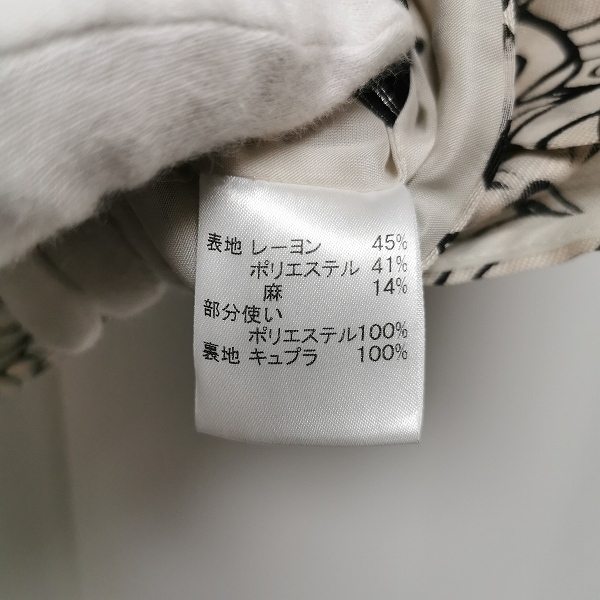 表地 レーヨン 45%
ポリエステル 41%
麻 14%
部分使い
ポリエステル100%
裏地 キュプラ 100%